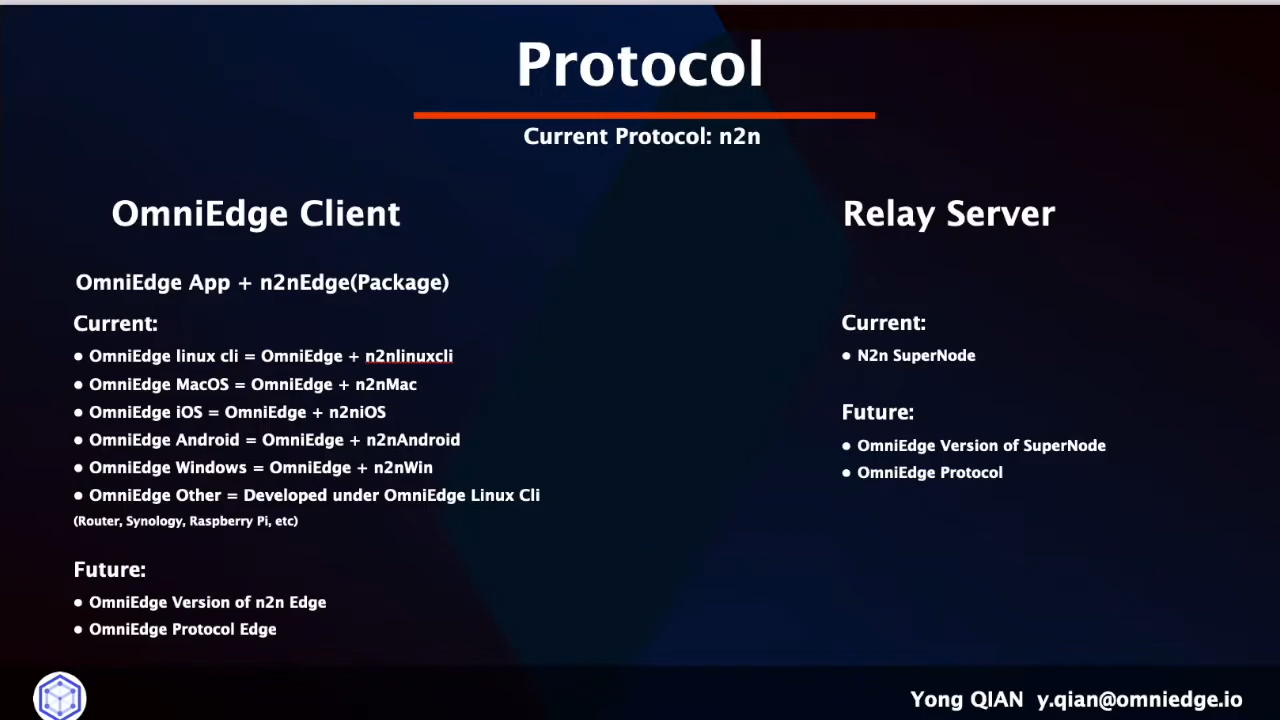 Protocol
Current Protocol: n2n
OmniEdge Client
OmniEdge App + n2nEdge(Package)
Current:
• OmniEdge linux cli = OmniEdge + n2nlinuxcli
• OmniEdge MacOS = OmniEdge + n2nMac
• OmniEdge iOS = OmniEdge + n2niOS
• OmniEdge Android = OmniEdge + n2nAndroid
• OmniEdge Windows = OmniEdge + n2nWin
• OmniEdge Other = Developed under OmniEdge Linux Cli
(Router, Synology, Raspberry Pi, etc)
Future:
• OmniEdge Version of n2n Edge
• OmniEdge Protocol Edge
Relay Server
Current:
• N2n SuperNode
Future:
• OmniEdge Version of SuperNode
• OmniEdge Protocol
Yong QIAN y.qian@omniedge.io